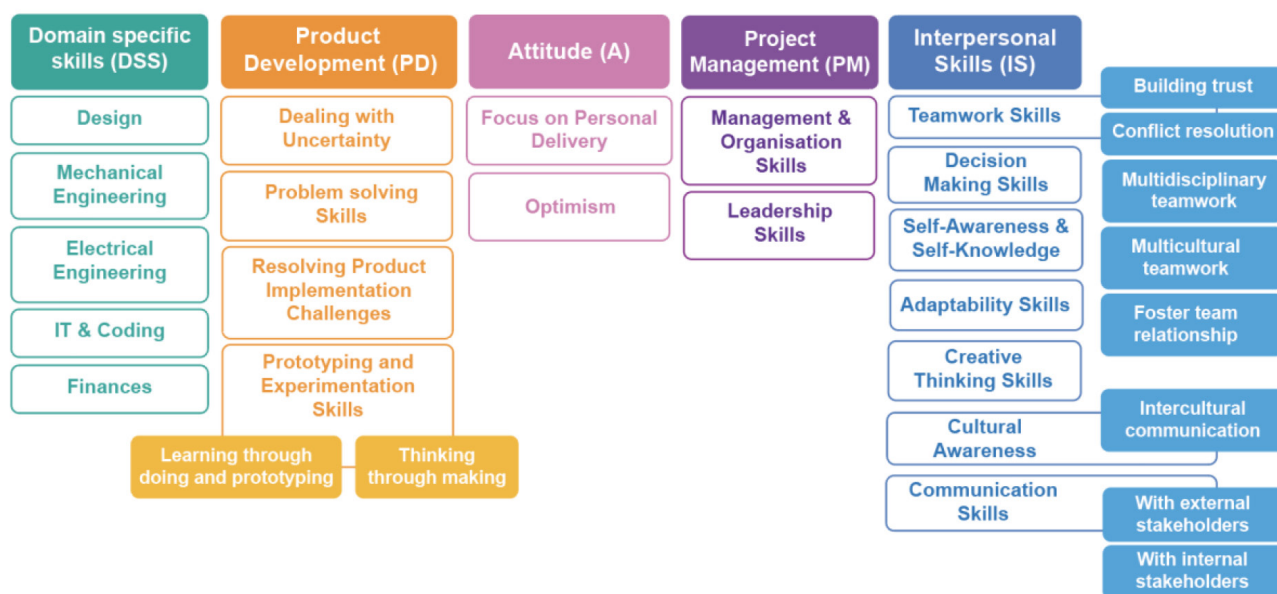 Domain specific
skills (DSS)
Design
Mechanical
Engineering
Electrical
Engineering
IT & Coding
Finances
Product
Development (PD)
Dealing with
Uncertainty
Problem solving
Skills
Resolving Product
Implementation
Challenges
Prototyping and
Experimentation
Skills
Learning through
doing and prototyping
Thinking
through making
Attitude (A)
Focus on Personal
Delivery
Optimism
Project
Management (PM)
Management &
Organisation
Skills
Leadership
Skills
Interpersonal
Skills (IS)
Teamwork Skills
Building trust
Conflict resolution
Multidisciplinary
teamwork
Multicultural
teamwork
Foster team
relationship
Decision
Making Skills
Self-Awareness &
Self-Knowledge
Adaptability Skills
Creative
Thinking Skills
Cultural
Awareness
Intercultural
communication
Communication
Skills
With external
stakeholders
With internal
stakeholders